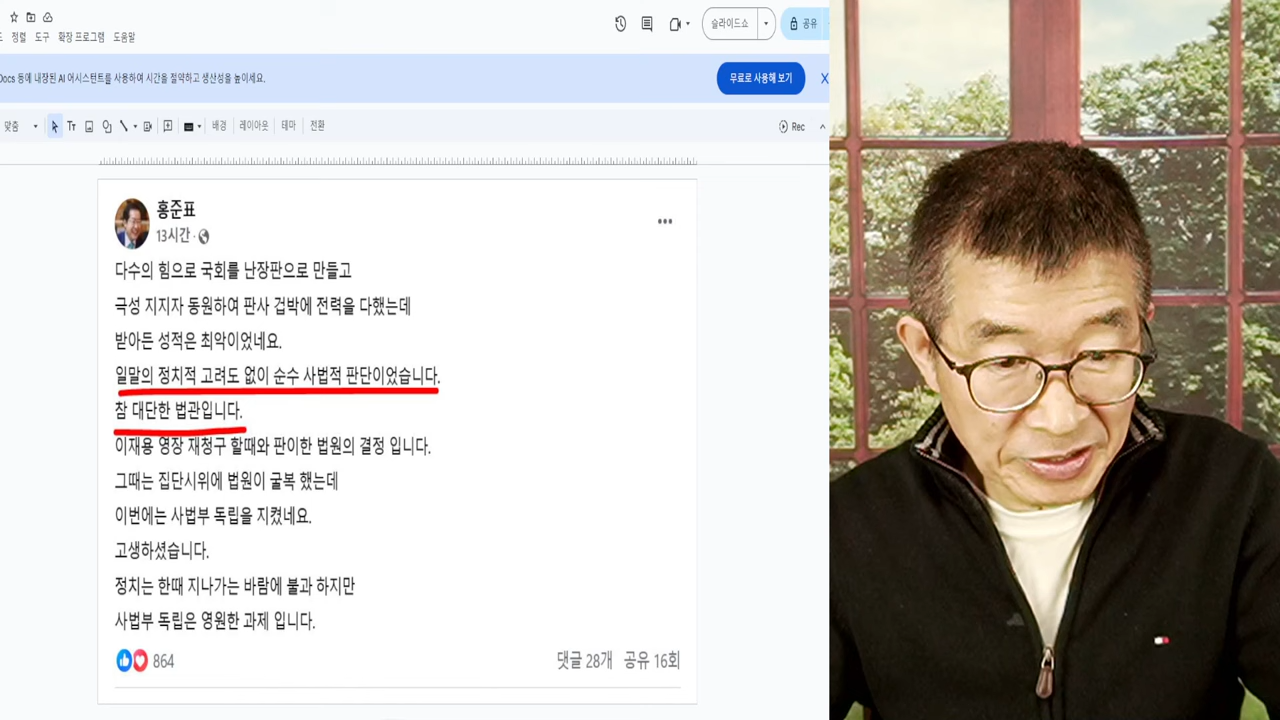 정렬 도구 확장 프로그램 도움말
슬라이드쇼
공유
Docs 등에 내장된 AI 어시스턴트를 사용하여 시간을 절약하고 생산성을 높이세요.
무료로 사용해 보기
X
맞춤
Tт
배경 레이아웃 테마 전환
Rec
홍준표
13시간
다수의 힘으로 국회를 난장판으로 만들고
극성 지지자 동원하여 판사 겁박에 전력을 다했는데
받아든 성적은 최악이었네요.
일말의 정치적 고려도 없이 순수 사법적 판단이었습니다.
참 대단한 법관입니다.
이재용 영장 재청구 할때와 판이한 법원의 결정 입니다.
그때는 집단시위에 법원이 굴복 했는데
이번에는 사법부 독립을 지켰네요.
고생하셨습니다.
정치는 한때 지나가는 바람에 불과 하지만
사법부 독립은 영원한 과제 입니다.
864
댓글 28개 공유 16회